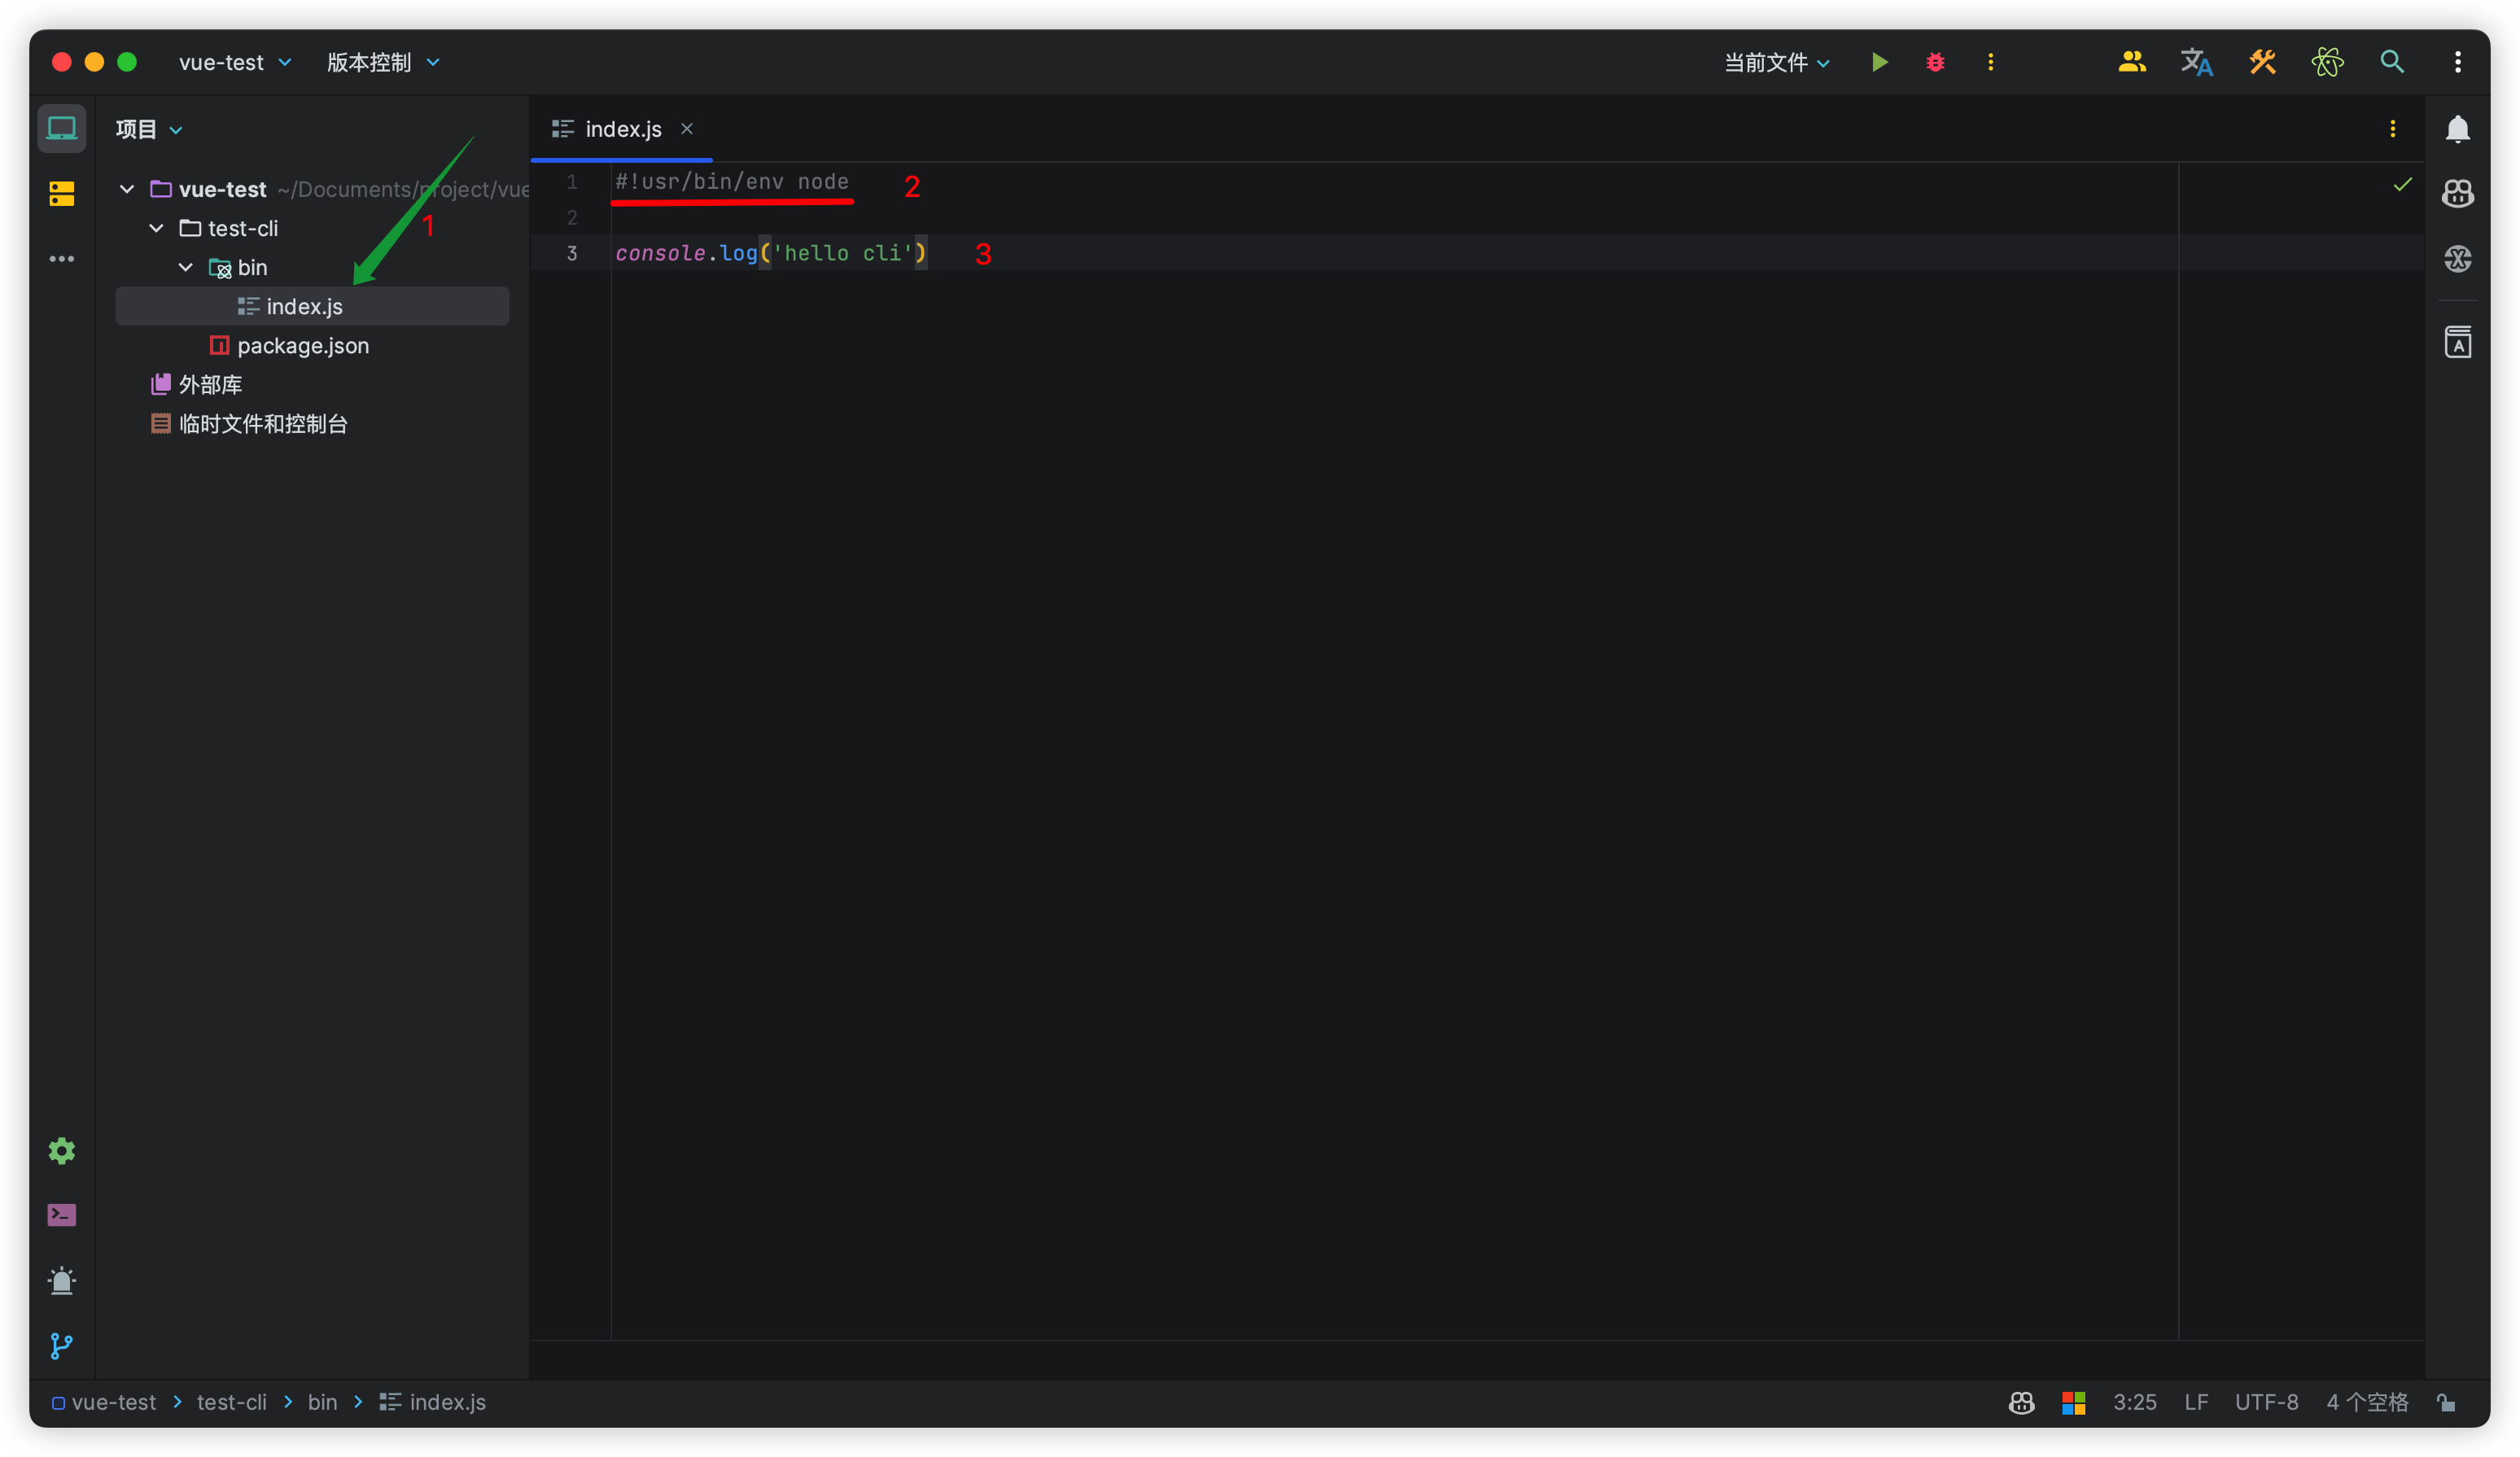 vue-test
版本控制
当前文件
项目
vue-test ~/Documents/project/vue
test-cli
1
bin
index.js
package.json
外部库
临时文件和控制台
index.js
1 #!usr/bin/env node 2
2
3 console.log('hello cli') 3
vue-test > test-cli > bin > index.js
3:25 LF UTF-8 4 个空格